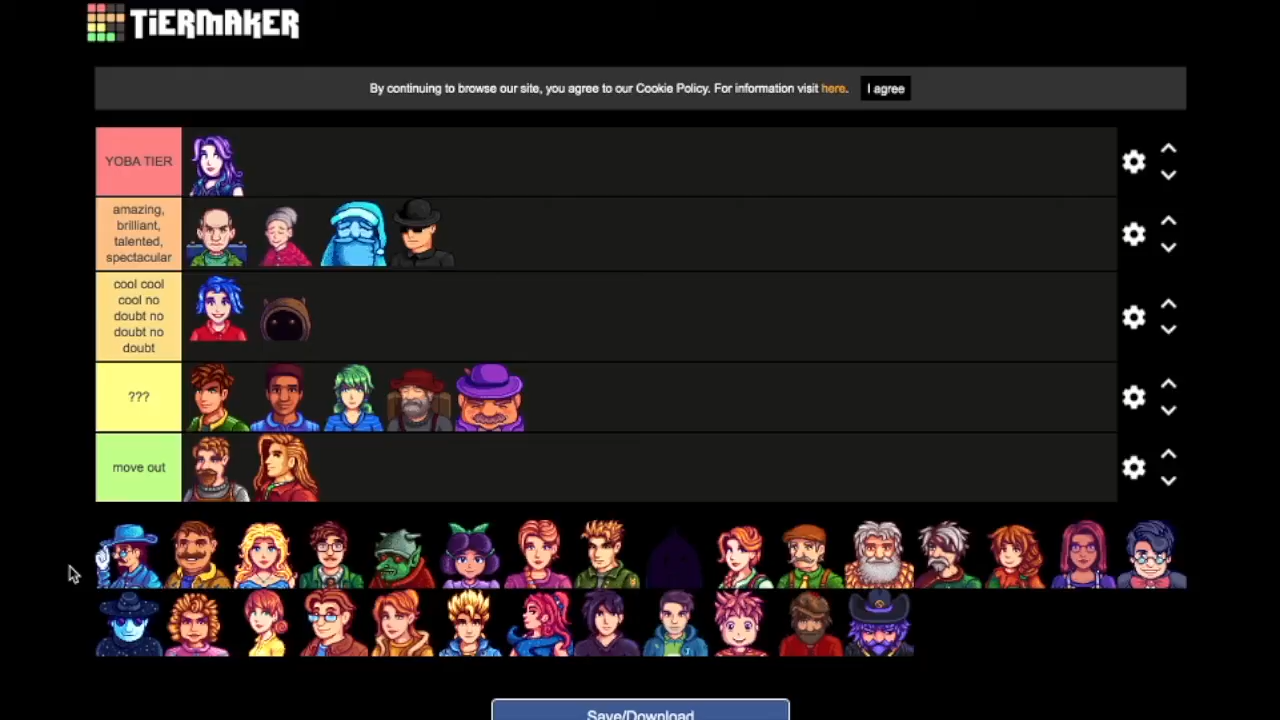 TiERMAKER
By continuing to browse our site, you agree to our Cookie Policy. For information visit here.
I agree
YOBA TIER
amazing,
brilliant,
talented,
spectacular
cool cool
cool no
doubt no
doubt no
doubt
???
move out
Save/Download